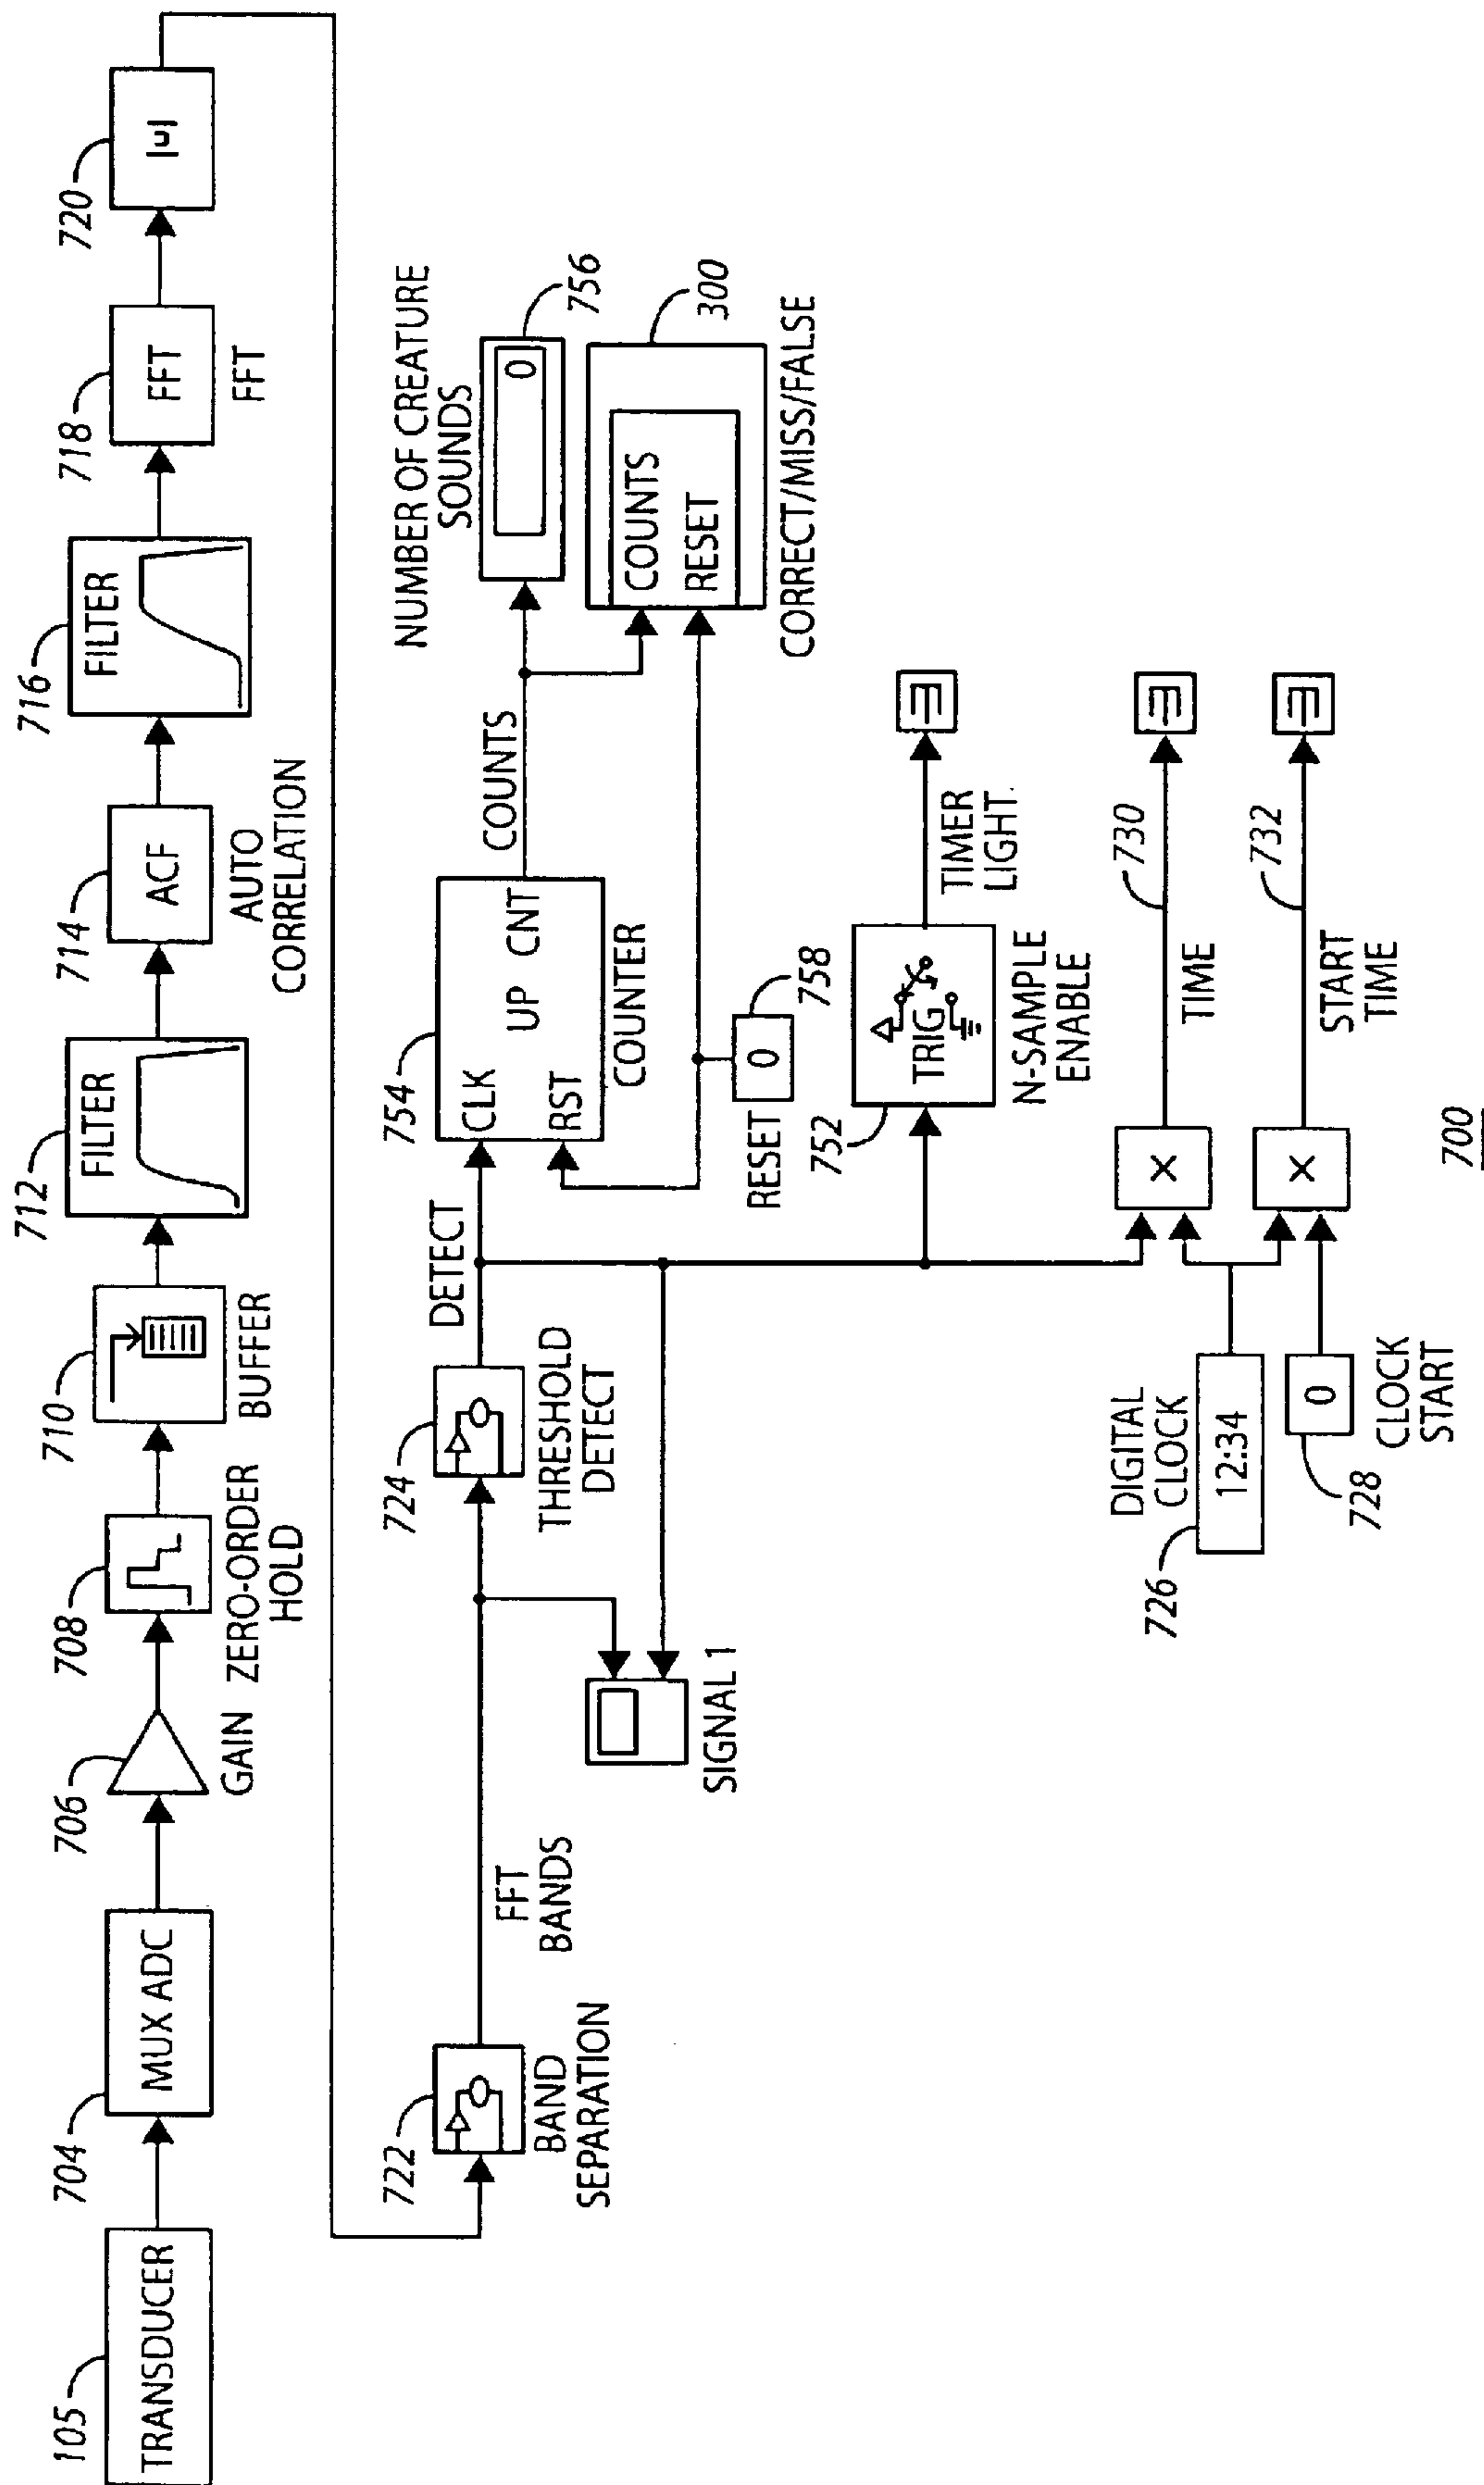 105
TRANSDUCER
704
MUX ADC
706
GAIN
708
ZERO-ORDER
HOLD
710
BUFFER
712
FILTER
714
ACF
AUTO
CORRELATION
716
FILTER
718
FFT
FFT
720
|u|
722
BAND
SEPARATION
FFT
BANDS
SIGNAL 1
724
THRESHOLD
DETECT
DETECT
754
CLK
UP CNT
RST
COUNTER
COUNTS
NUMBER OF CREATURE
SOUNDS
0
756
300
COUNTS
RESET
CORRECT/MISS/FALSE
RESET
0
758
752
TRIG
N-SAMPLE
ENABLE
TIMER
LIGHT
DIGITAL
CLOCK
12:34
726
0
728
CLOCK
START
X
TIME
730
X
START
TIME
732
700